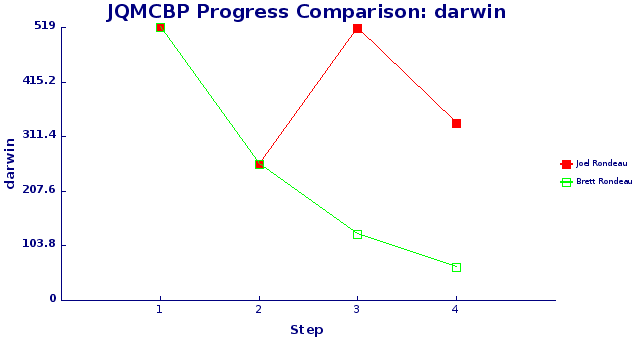 JQMCBP Progress Comparison: darwin
519
415.2
311.4
207.6
103.8
0
darwin
1 2 3 4
Step
Joel Rondeau
Brett Rondeau